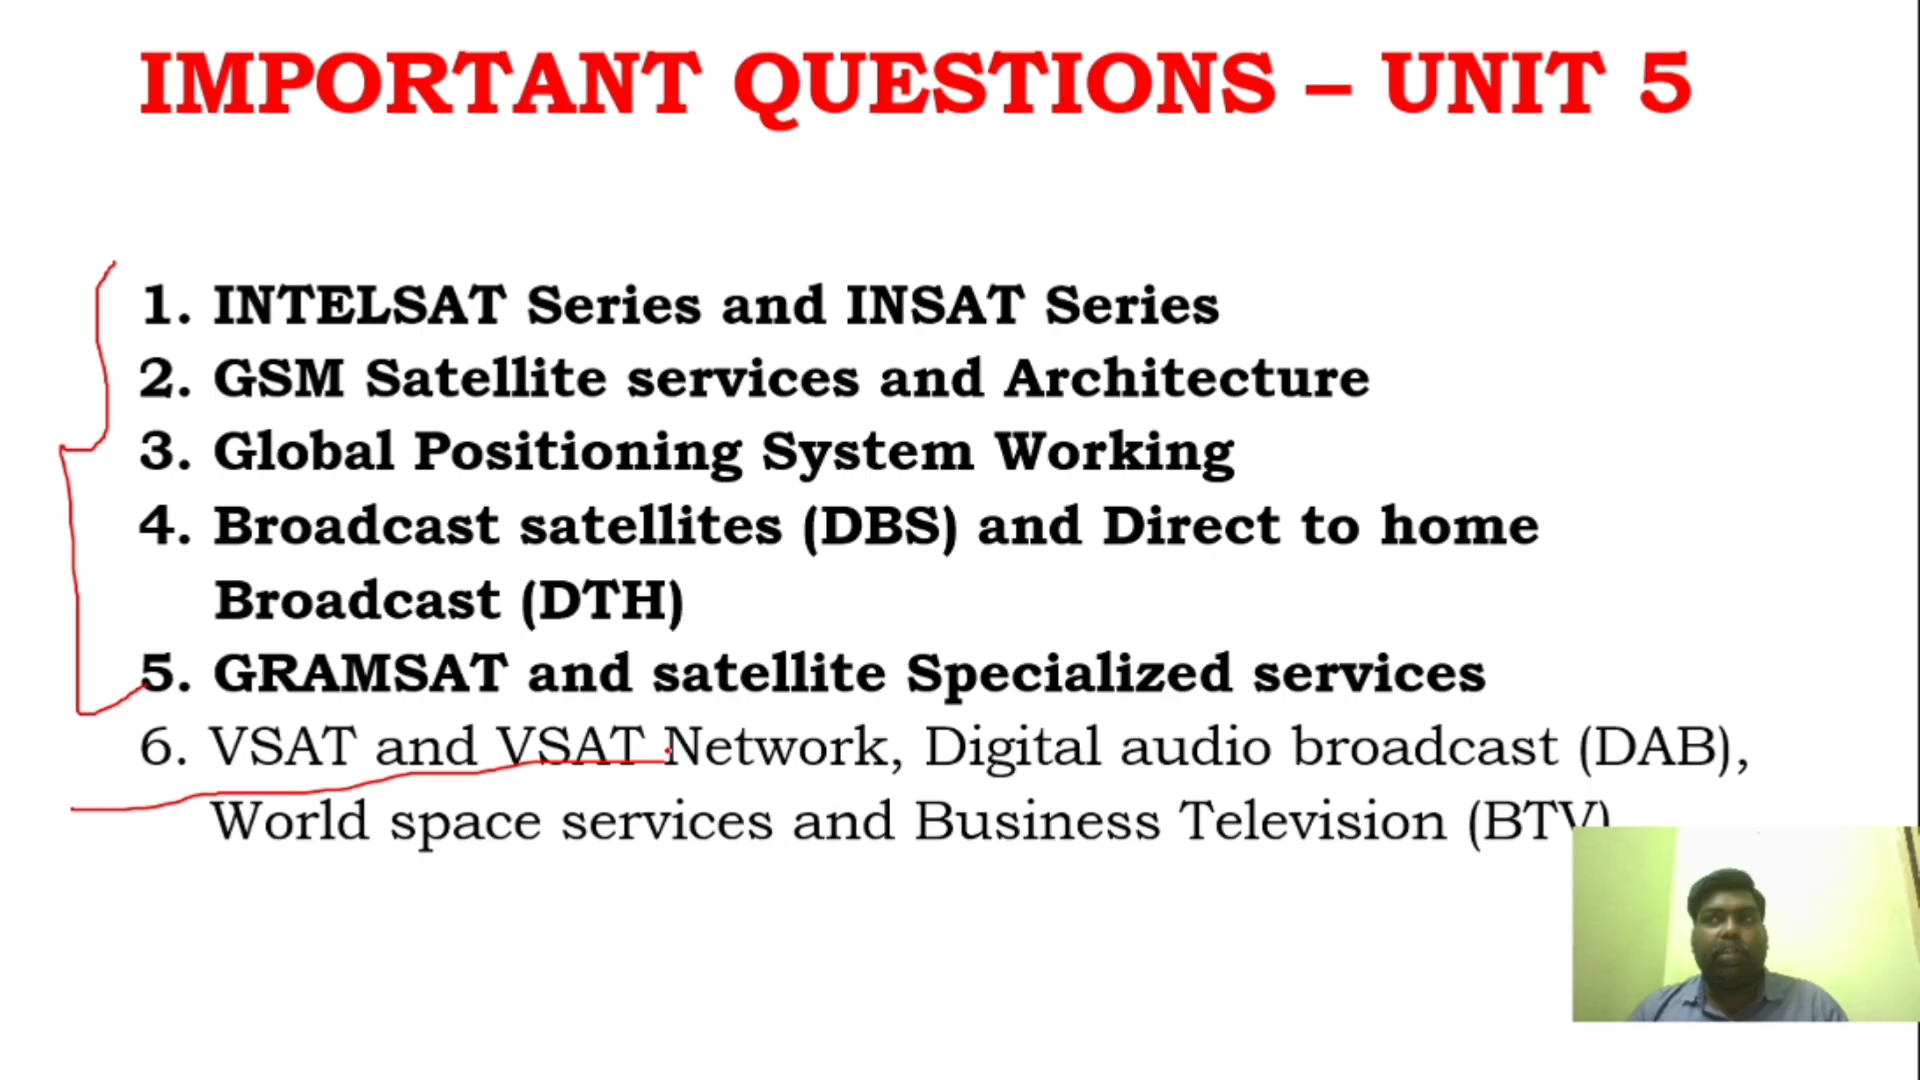 IMPORTANT QUESTIONS – UNIT 5
1. INTELSAT Series and INSAT Series
2. GSM Satellite services and Architecture
3. Global Positioning System Working
4. Broadcast satellites (DBS) and Direct to home
Broadcast (DTH)
5. GRAMSAT and satellite Specialized services
6. VSAT and VSAT Network, Digital audio broadcast (DAB),
World space services and Business Television (BTV)